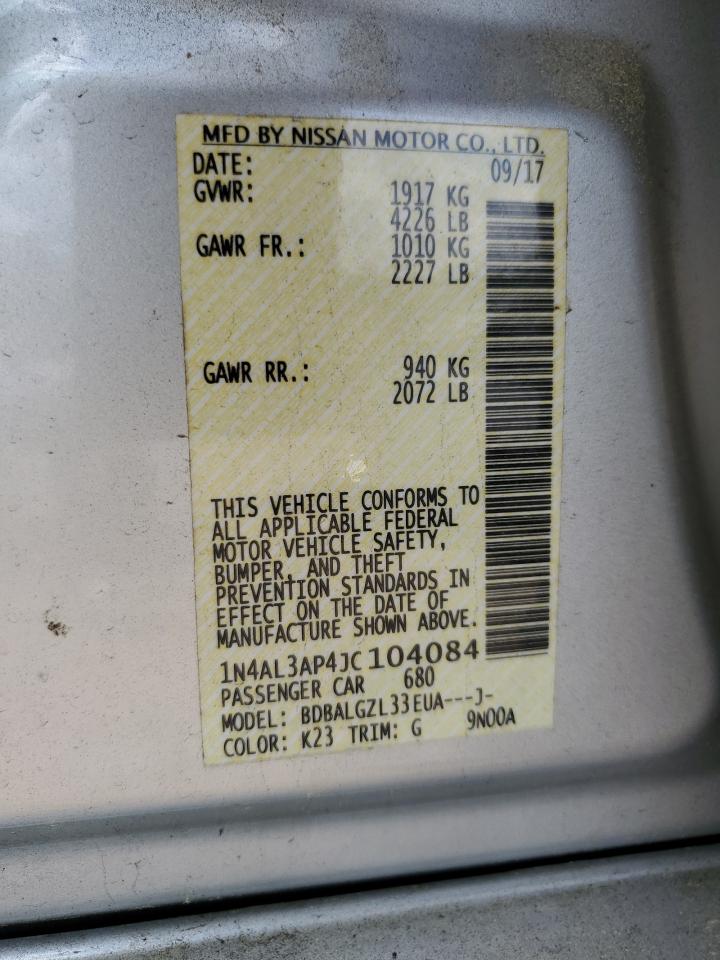 MFD BY NISSAN MOTOR CO., LTD.
DATE: 09/17
GVWR: 1917 KG
4226 LB
GAWR FR.: 1010 KG
2227 LB
GAWR RR.: 940 KG
2072 LB
THIS VEHICLE CONFORMS TO
ALL APPLICABLE FEDERAL
MOTOR VEHICLE SAFETY,
BUMPER, AND THEFT
PREVENTION STANDARDS IN
EFFECT ON THE DATE OF
MANUFACTURE SHOWN ABOVE.
1N4AL3AP4JC104084
PASSENGER CAR 680
MODEL: BDBALGZL33EUA---J-
COLOR: K23 TRIM: G 9N00A